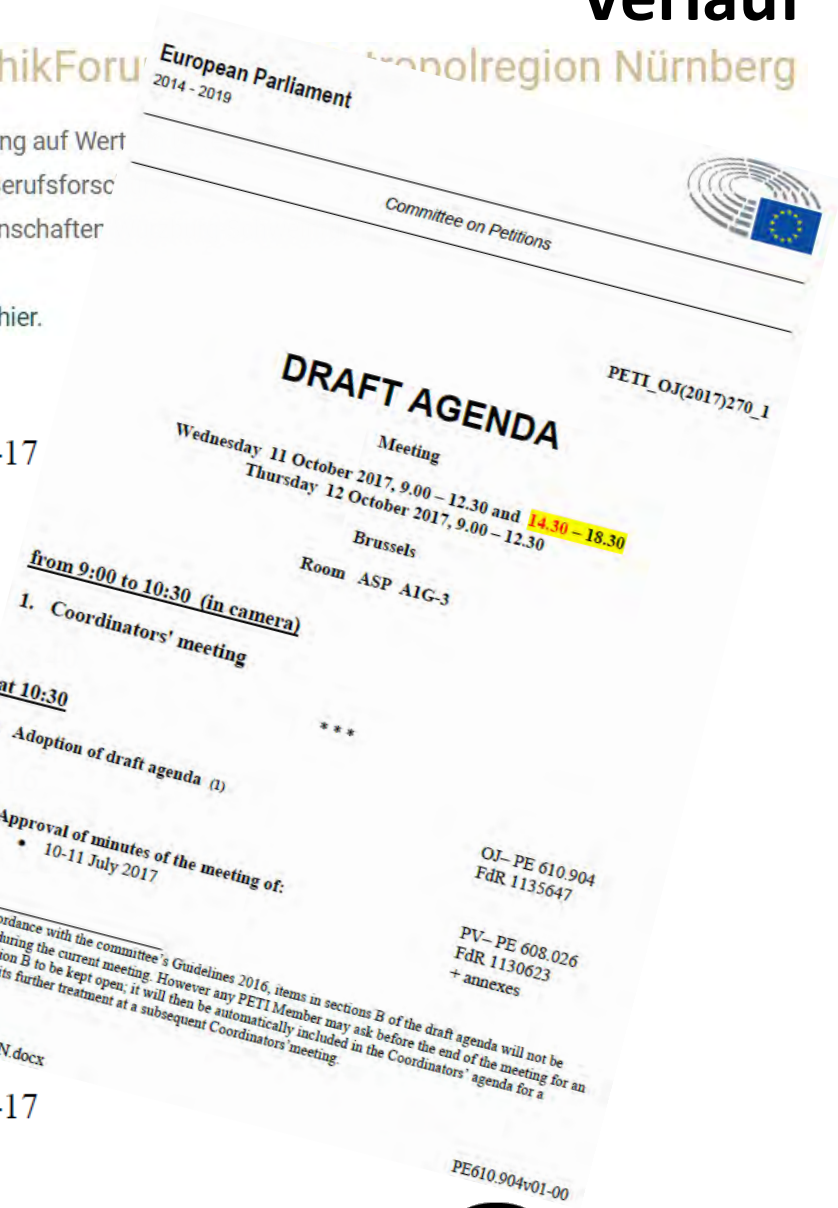 Verlauf
hikForu
tropolregion Nürnberg
ng auf Wert
erufsforsc
nschaften
hier.
-17
European Parliament
2014 - 2019
Committee on Petitions
PETI_OJ(2017)270_1
DRAFT AGENDA
Meeting
Wednesday 11 October 2017, 9.00 – 12.30 and 14.30 – 18.30
Thursday 12 October 2017, 9.00 – 12.30
Brussels
Room ASP A1G-3
from 9:00 to 10:30 (in camera)
1. Coordinators' meeting
at 10:30
* * *
Adoption of draft agenda (1)
OJ– PE 610.904
FdR 1135647
Approval of minutes of the meeting of:
• 10-11 July 2017
PV– PE 608.026
FdR 1130623
+ annexes
ordance with the committee's Guidelines 2016, items in sections B of the draft agenda will not be
during the current meeting. However any PETI Member may ask before the end of the meeting for an
ion B to be kept open; it will then be automatically included in the Coordinators' agenda for a
its further treatment at a subsequent Coordinators'meeting.
N.docx
-17
PE610.904v01-00